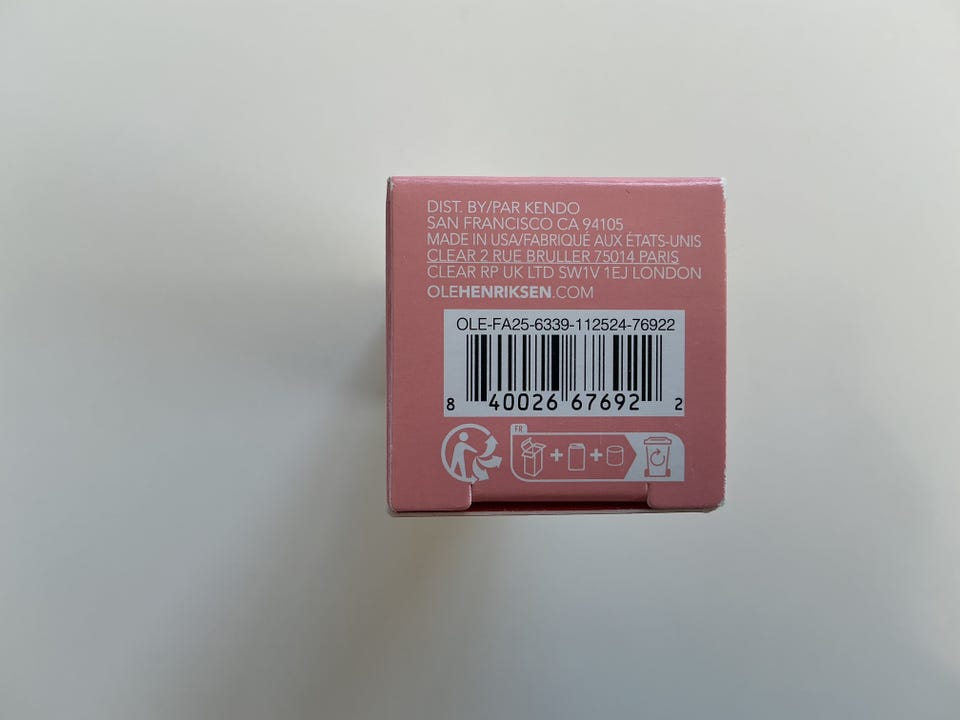 DIST. BY/PAR KENDO
SAN FRANCISCO CA 94105
MADE IN USA/FABRIQUÉ AUX ÉTATS-UNIS
CLEAR 2 RUE BRULLER 75014 PARIS
CLEAR RP UK LTD SW1V 1EJ LONDON
OLEHENRIKSEN.COM
OLE-FA25-6339-112524-76922
8 40026 67692 2
FR